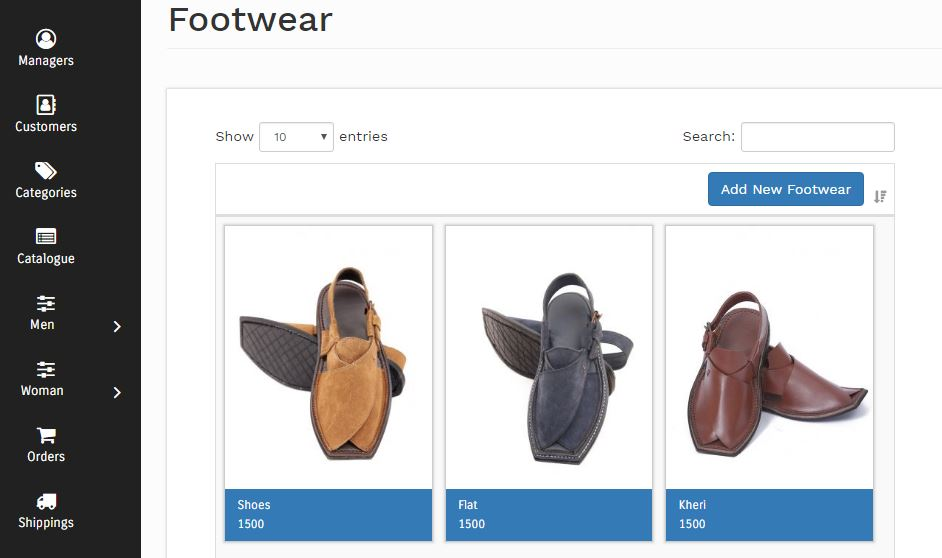 Footwear
Managers
Customers
Categories
Catalogue
Men
Woman
Orders
Shippings
Show 10 entries
Search:
Add New Footwear
Shoes
1500
Flat
1500
Kheri
1500